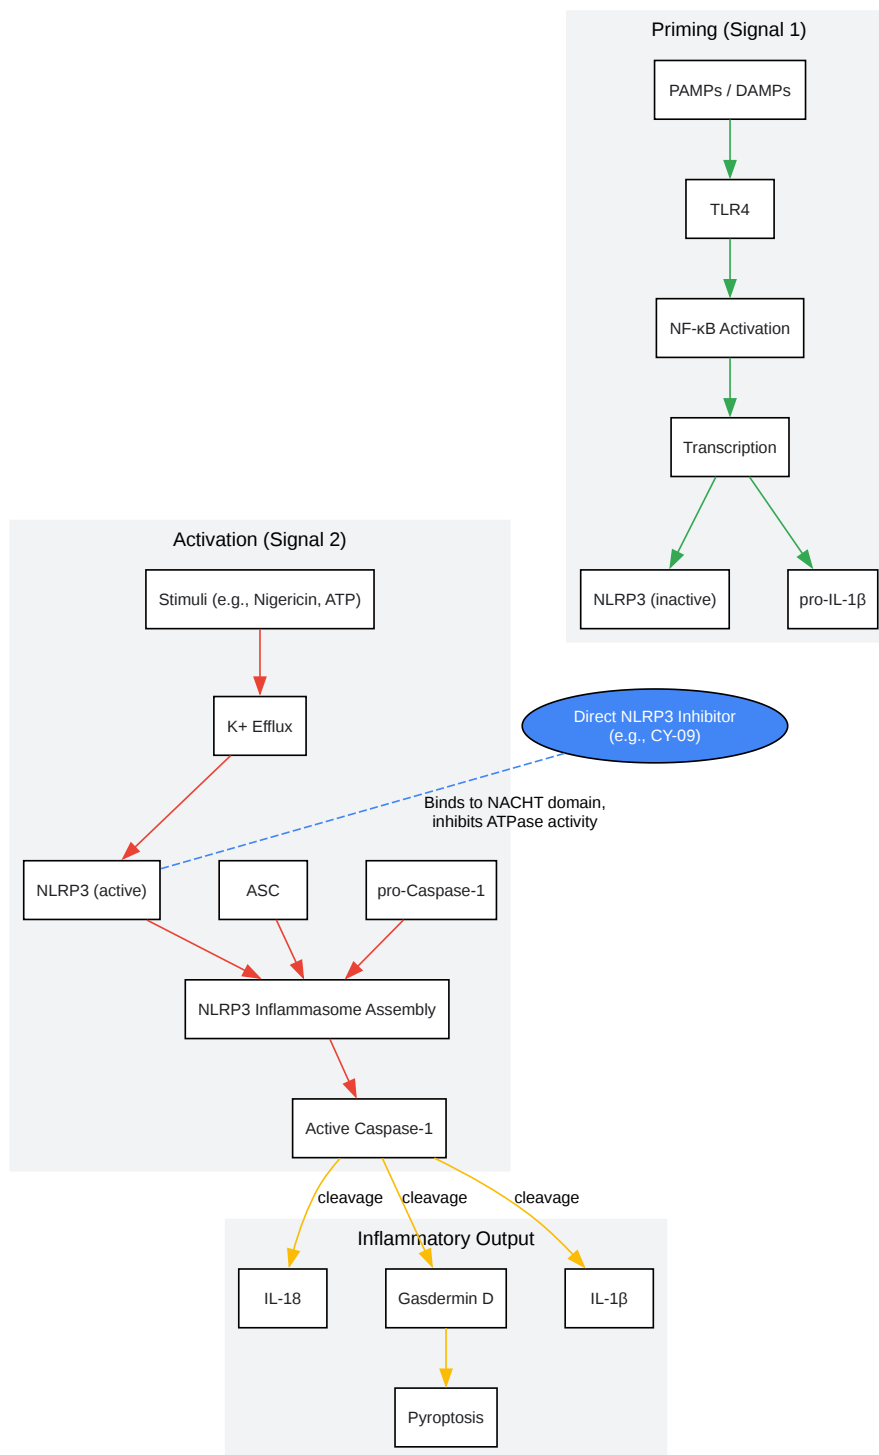 Priming (Signal 1)
PAMPs / DAMPs
TLR4
NF-κB Activation
Transcription
NLRP3 (inactive)
pro-IL-1β
Activation (Signal 2)
Stimuli (e.g., Nigericin, ATP)
K+ Efflux
Direct NLRP3 Inhibitor
(e.g., CY-09)
Binds to NACHT domain,
inhibits ATPase activity
NLRP3 (active)
ASC
pro-Caspase-1
NLRP3 Inflammasome Assembly
Active Caspase-1
cleavage
cleavage
cleavage
Inflammatory Output
IL-18
Gasdermin D
IL-1β
Pyroptosis